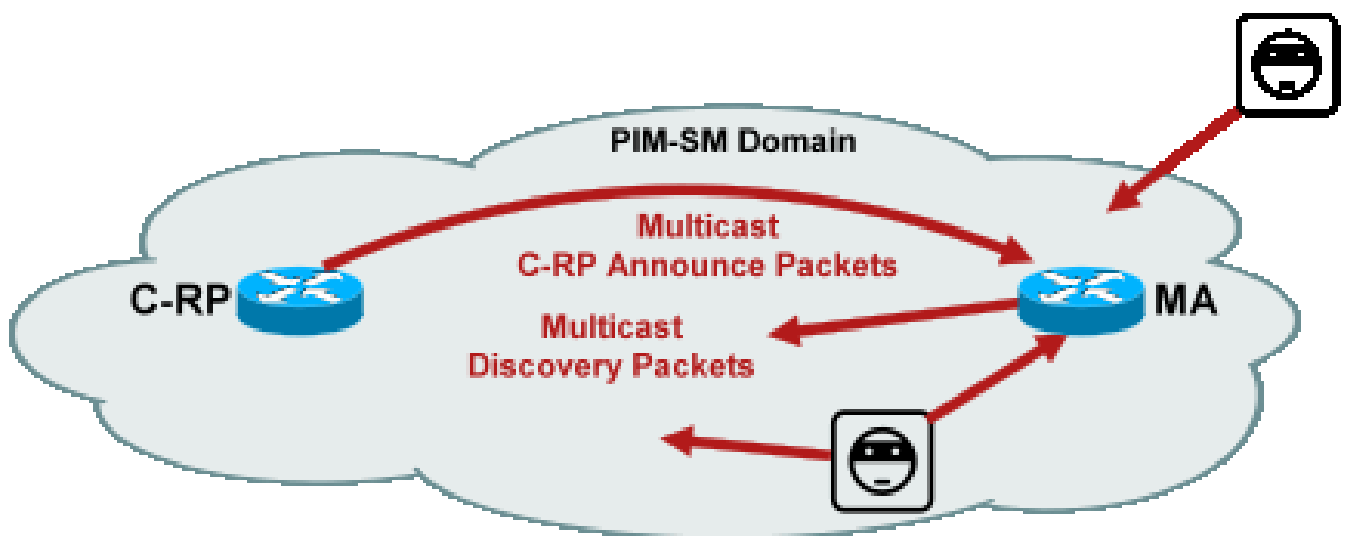 PIM-SM Domain
Multicast
C-RP Announce Packets
C-RP
MA
Multicast
Discovery Packets